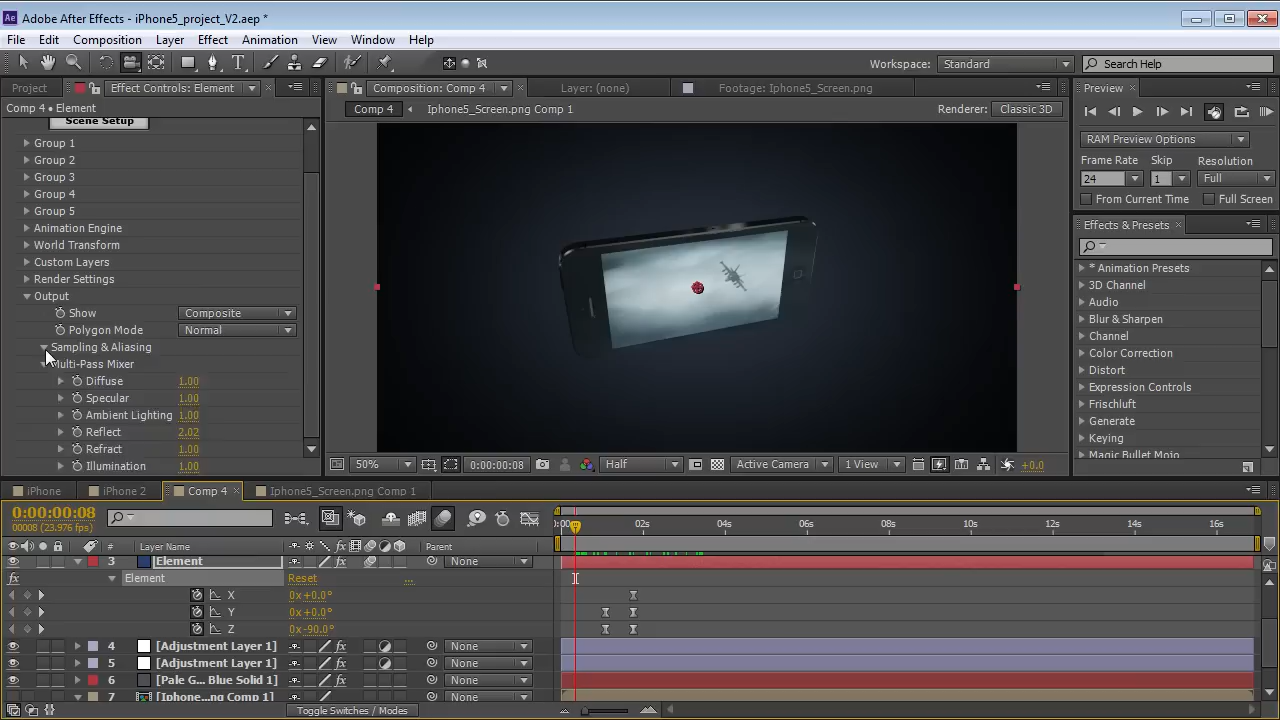 Adobe After Effects - iPhone5_project_V2.aep *
File Edit Composition Layer Effect Animation View Window Help
Workspace: Standard Search Help
Project Effect Controls: Element Composition: Comp 4 Layer: (none) Footage: Iphone5_Screen.png Preview
Comp 4 • Element Comp 4 Iphone5_Screen.png Comp 1 Renderer: Classic 3D
Scene Setup
Group 1
Group 2
Group 3
Group 4
Group 5
Animation Engine
World Transform
Custom Layers
Render Settings
Output
Show Composite
Polygon Mode Normal
Sampling & Aliasing
Multi-Pass Mixer
Diffuse 1.00
Specular 1.00
Ambient Lighting 1.00
Reflect 2.02
Refract 1.00
Illumination 1.00
RAM Preview Options
Frame Rate Skip Resolution
24 1 Full
From Current Time Full Screen
Effects & Presets
* Animation Presets
3D Channel
Audio
Blur & Sharpen
Channel
Color Correction
Distort
Expression Controls
Frischluft
Generate
Keying
Magic Bullet Mojo
50% 0:00:00:08 Half Active Camera 1 View +0.0
iPhone iPhone 2 Comp 4 Iphone5_Screen.png Comp 1
0:00:00:08
00008 (23.976 fps)
:00s 02s 04s 06s 08s 10s 12s 14s 16s
# Layer Name Parent
3 Element None
fx Element Reset ...
X 0x+0.0°
Y 0x+0.0°
Z 0x-90.0°
4 [Adjustment Layer 1] None
5 [Adjustment Layer 1] None
6 [Pale G... Blue Solid 1] None
7 [Iphone...ng Comp 1] None
Toggle Switches / Modes